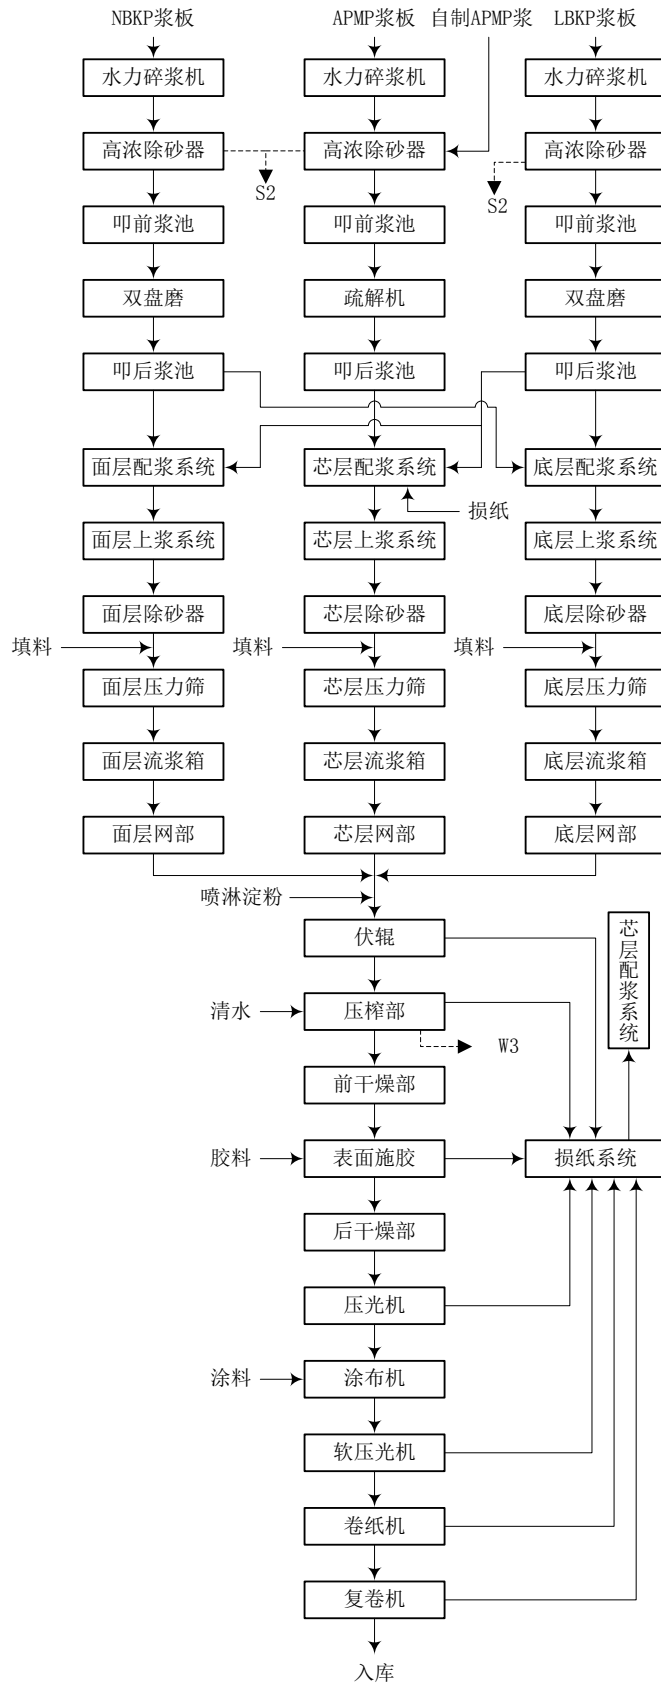 NBKP浆板
APMP浆板
自制APMP浆
LBKP浆板
水力碎浆机
水力碎浆机
水力碎浆机
高浓除砂器
高浓除砂器
高浓除砂器
S2
S2
叩前浆池
叩前浆池
叩前浆池
双盘磨
疏解机
双盘磨
叩后浆池
叩后浆池
叩后浆池
面层配浆系统
芯层配浆系统
底层配浆系统
损纸
面层上浆系统
芯层上浆系统
底层上浆系统
面层除砂器
芯层除砂器
底层除砂器
填料
填料
填料
面层压力筛
芯层压力筛
底层压力筛
面层流浆箱
芯层流浆箱
底层流浆箱
面层网部
芯层网部
底层网部
喷淋淀粉
伏辊
芯层配浆系统
清水
压榨部
W3
前干燥部
胶料
表面施胶
损纸系统
后干燥部
压光机
涂料
涂布机
软压光机
卷纸机
复卷机
入库